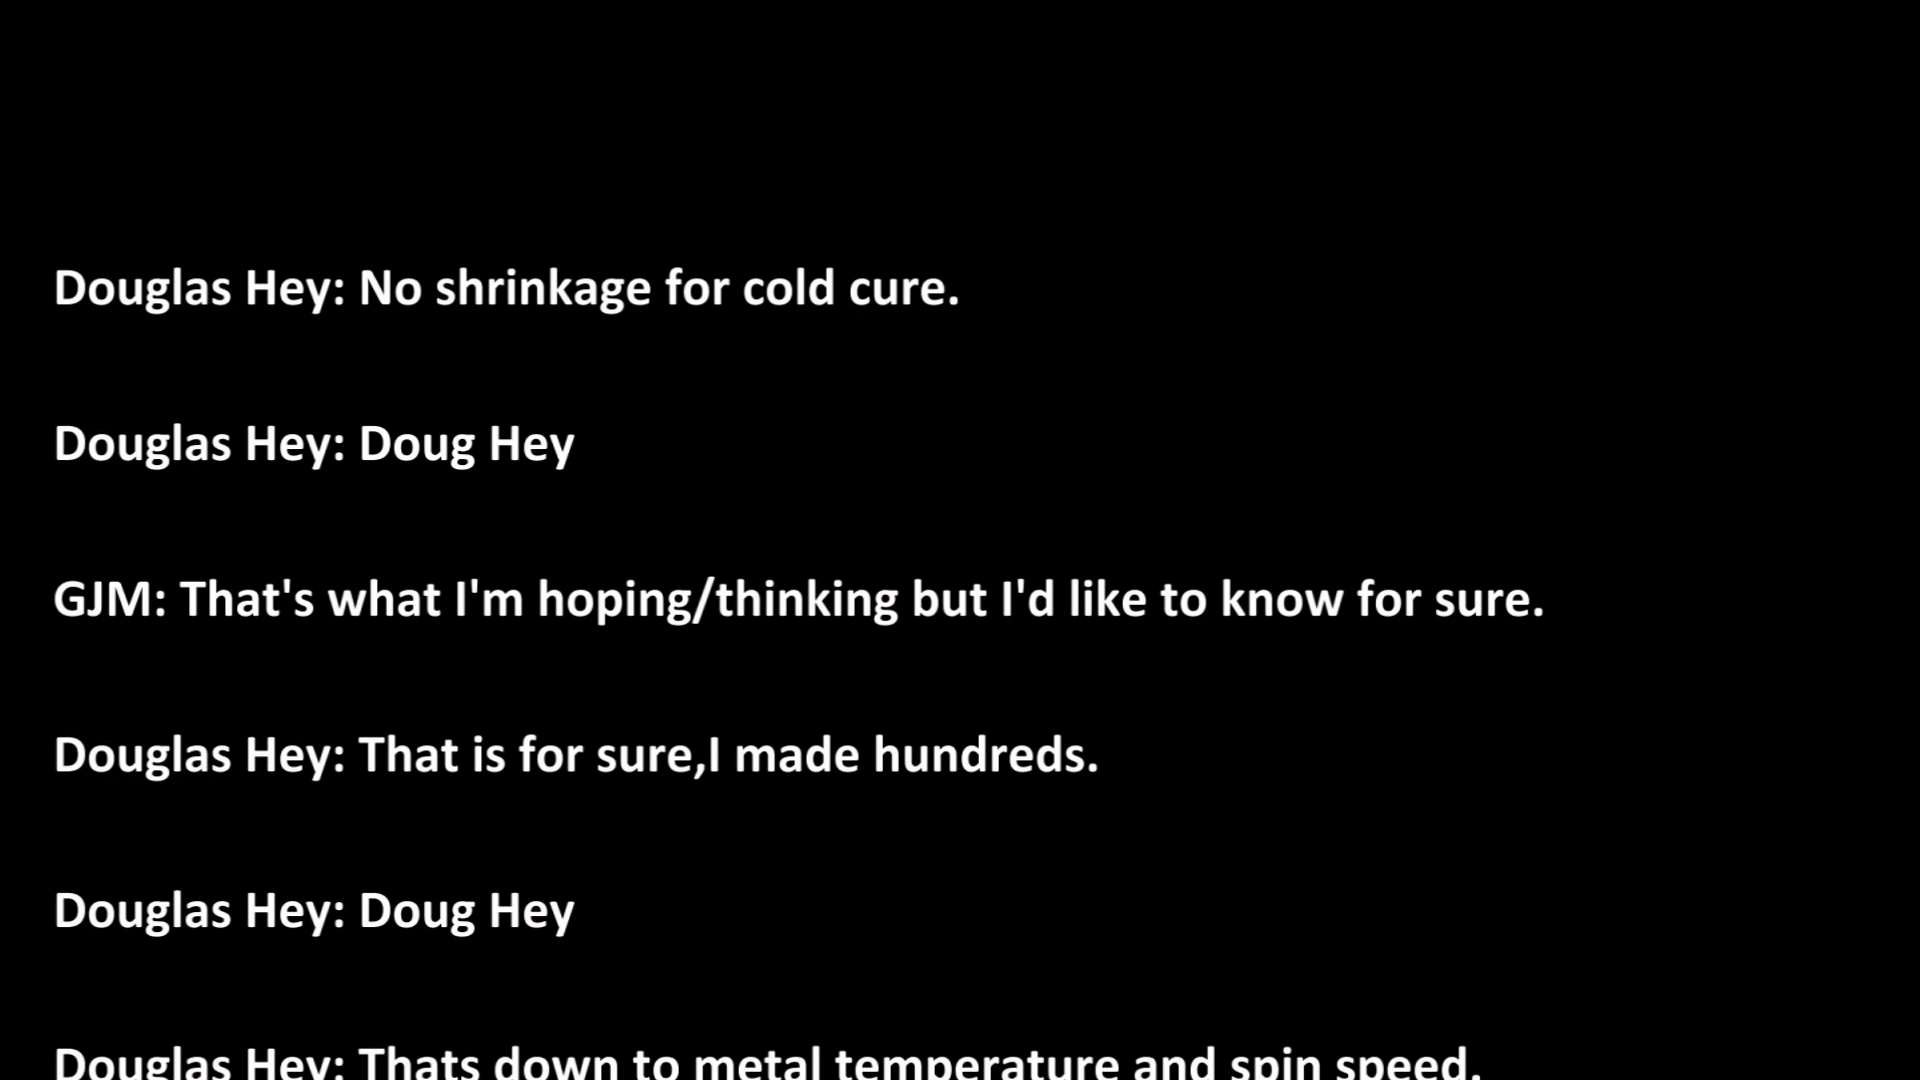 Douglas Hey: No shrinkage for cold cure.
Douglas Hey: Doug Hey
GJM: That's what I'm hoping/thinking but I'd like to know for sure.
Douglas Hey: That is for sure,I made hundreds.
Douglas Hey: Doug Hey
Douglas Hey: Thats down to metal temperature and spin speed.